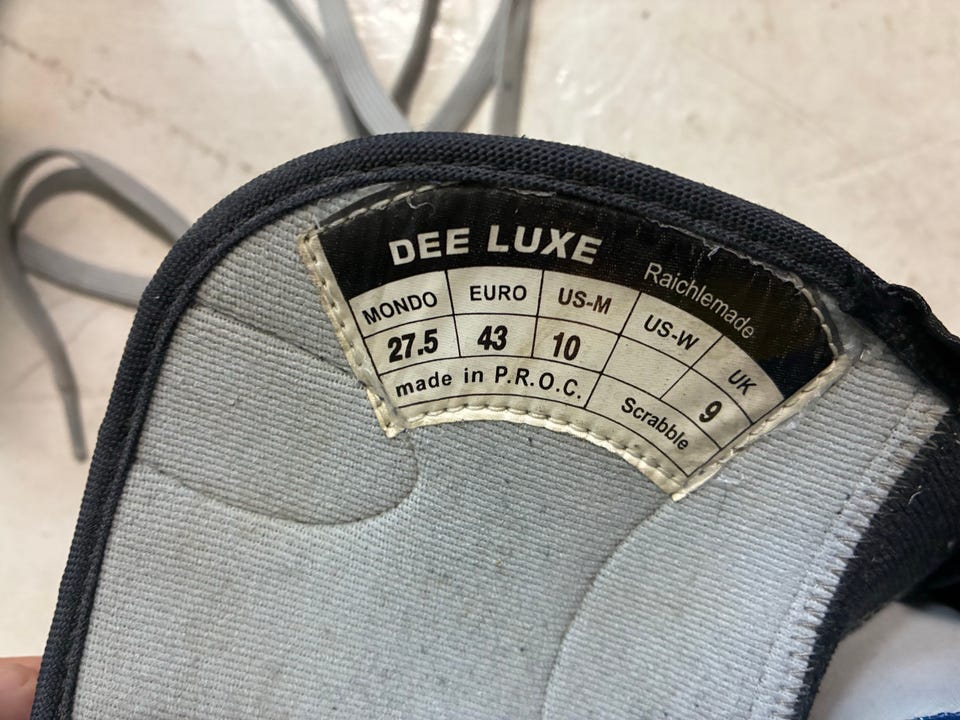 DEE LUXE Raichlemade
MONDO EURO US-M US-W UK
27.5 43 10 9
made in P.R.O.C. Scrabble